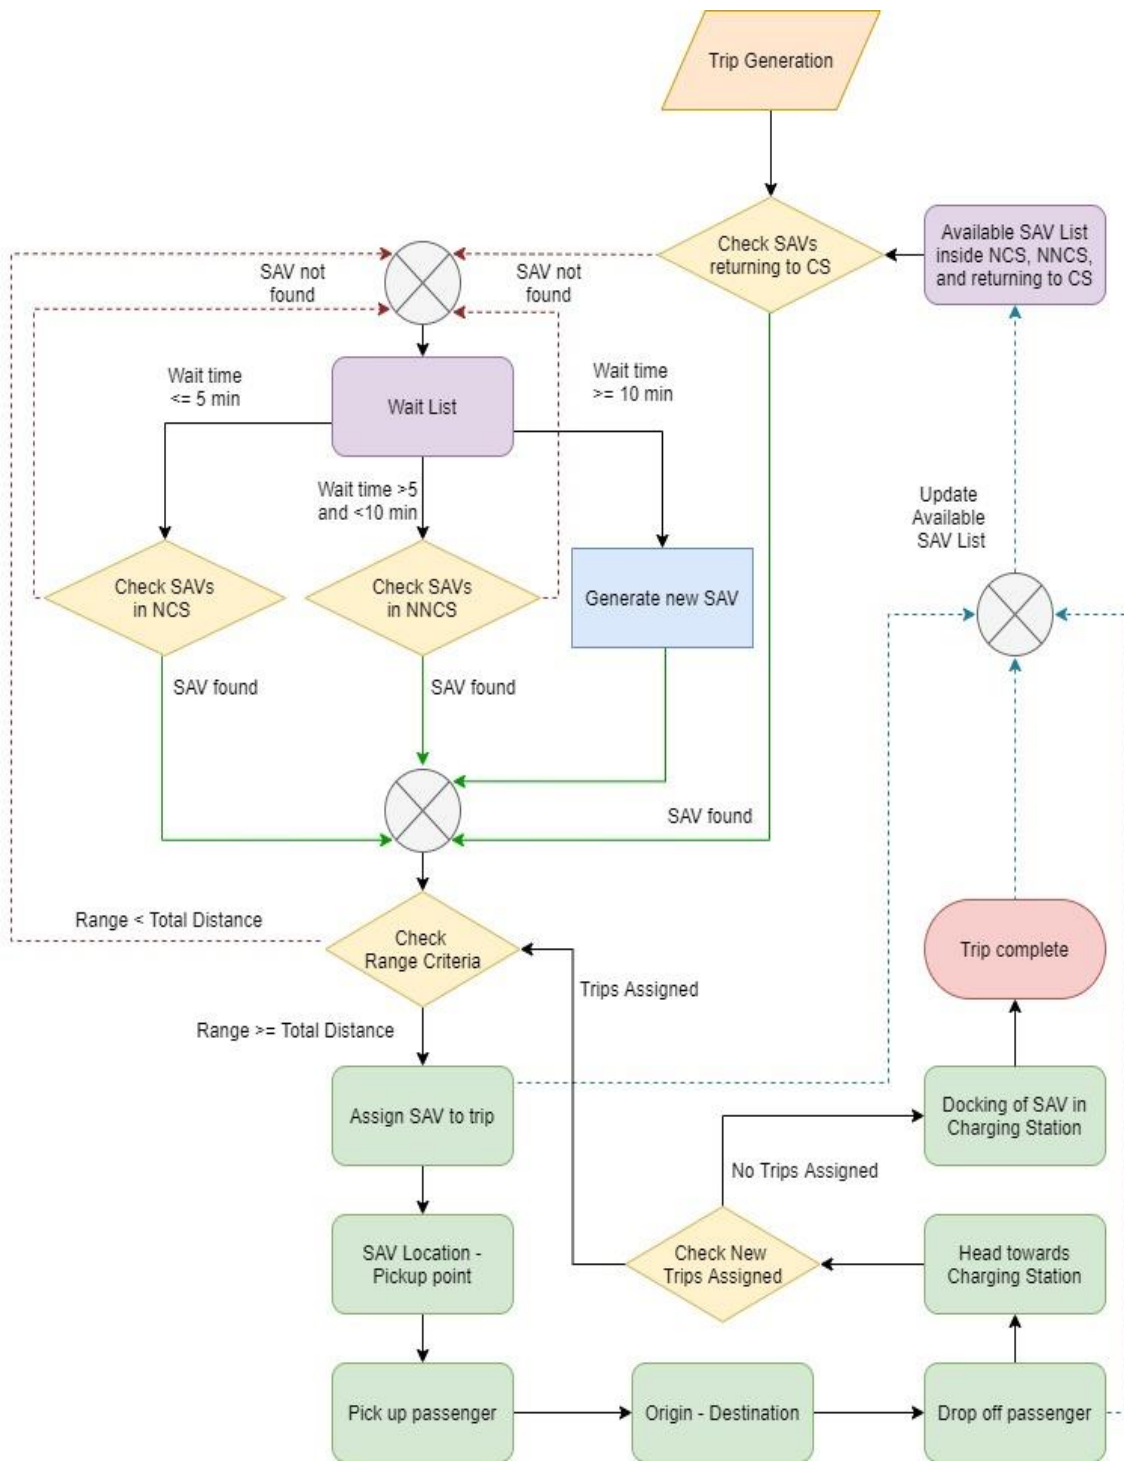 Trip Generation
Check SAVs
returning to CS
Available SAV List
inside NCS, NNCS,
and returning to CS
SAV not
found
SAV not
found
Wait time
<= 5 min
Wait List
Wait time
>= 10 min
Wait time >5
and <10 min
Update
Available
SAV List
Check SAVs
in NCS
Check SAVs
in NNCS
Generate new SAV
SAV found
SAV found
SAV found
Range < Total Distance
Check
Range Criteria
Trip complete
Trips Assigned
Range >= Total Distance
Assign SAV to trip
Docking of SAV in
Charging Station
No Trips Assigned
SAV Location -
Pickup point
Check New
Trips Assigned
Head towards
Charging Station
Pick up passenger
Origin - Destination
Drop off passenger